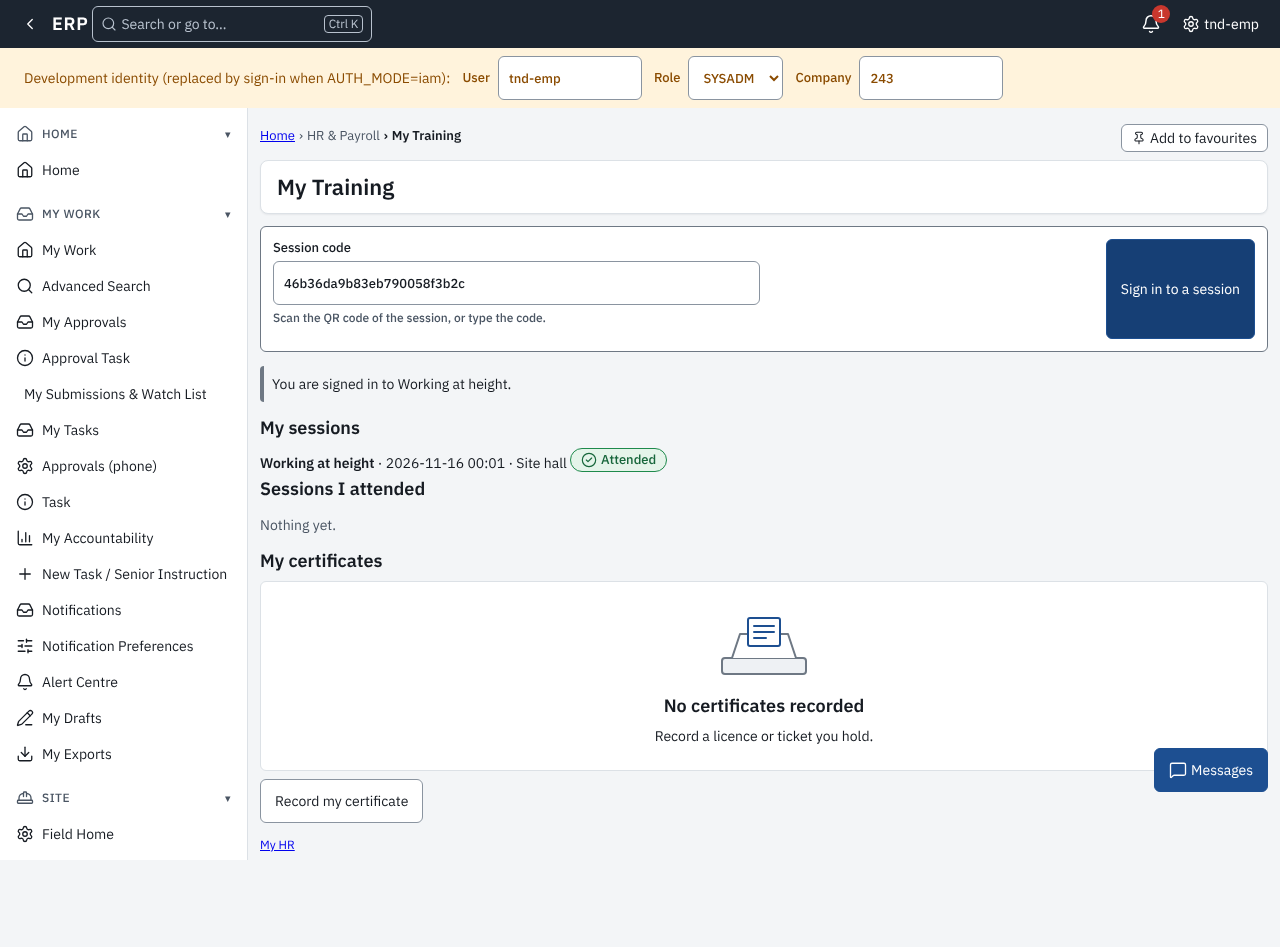 ERP
Search or go to...
Ctrl K
1
tnd-emp
Development identity (replaced by sign-in when AUTH_MODE=iam):
User
tnd-emp
Role
SYSADM
Company
243
HOME
Home
MY WORK
My Work
Advanced Search
My Approvals
Approval Task
My Submissions & Watch List
My Tasks
Approvals (phone)
Task
My Accountability
New Task / Senior Instruction
Notifications
Notification Preferences
Alert Centre
My Drafts
My Exports
SITE
Field Home
Home › HR & Payroll › My Training
Add to favourites
My Training
Session code
46b36da9b83eb790058f3b2c
Scan the QR code of the session, or type the code.
Sign in to a session
You are signed in to Working at height.
My sessions
Working at height · 2026-11-16 00:01 · Site hall Attended
Sessions I attended
Nothing yet.
My certificates
No certificates recorded
Record a licence or ticket you hold.
Messages
Record my certificate
My HR